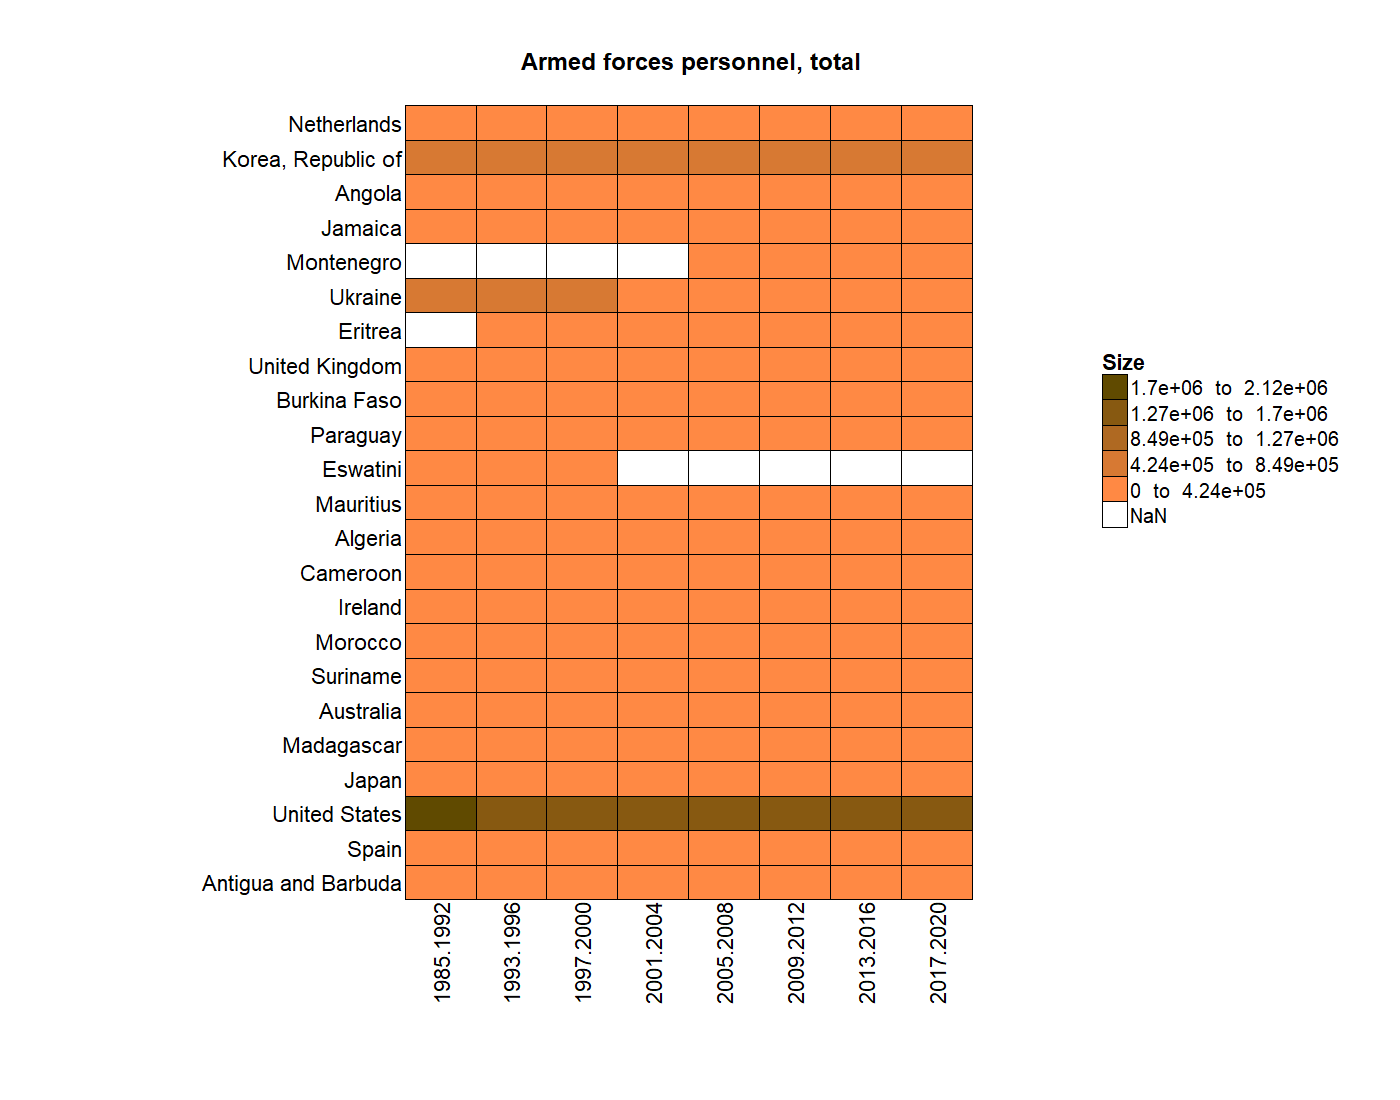 Armed forces personnel, total
Netherlands
Korea, Republic of
Angola
Jamaica
Montenegro
Ukraine
Eritrea
United Kingdom
Burkina Faso
Paraguay
Eswatini
Mauritius
Algeria
Cameroon
Ireland
Morocco
Suriname
Australia
Madagascar
Japan
United States
Spain
Antigua and Barbuda
1985.1992
1993.1996
1997.2000
2001.2004
2005.2008
2009.2012
2013.2016
2017.2020
Size
1.7e+06 to 2.12e+06
1.27e+06 to 1.7e+06
8.49e+05 to 1.27e+06
4.24e+05 to 8.49e+05
0 to 4.24e+05
NaN